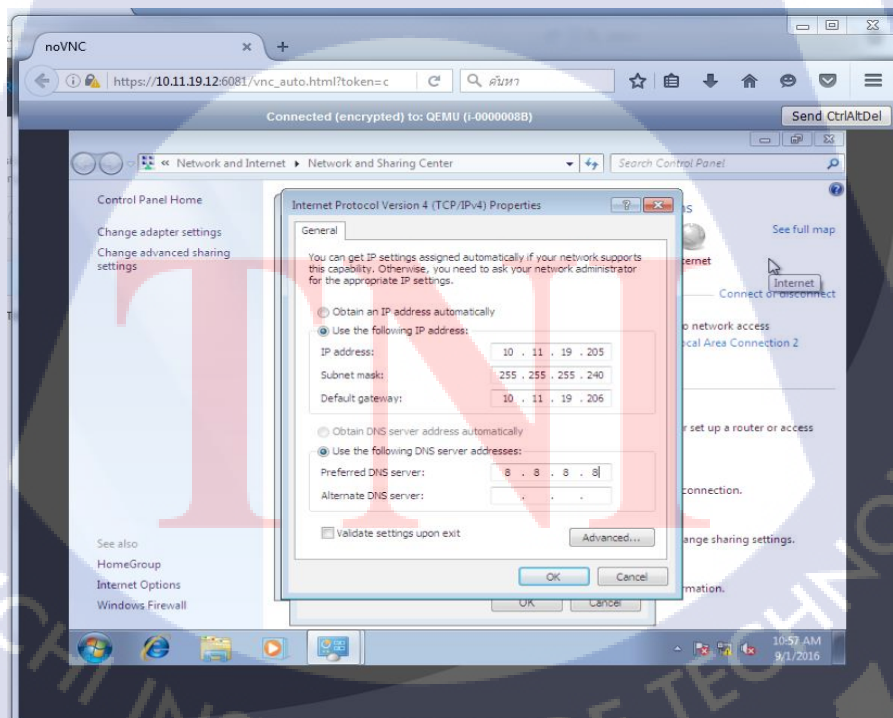 noVNC
https://10.11.19.12:6081/vnc_auto.html?token=c
ค้นหา
Connected (encrypted) to: QEMU (i-0000008B)
Send CtrlAltDel
« Network and Internet
Network and Sharing Center
Search Control Panel
Control Panel Home
Change adapter settings
Change advanced sharing
settings
See also
HomeGroup
Internet Options
Windows Firewall
Internet Protocol Version 4 (TCP/IPv4) Properties
General
You can get IP settings assigned automatically if your network supports
this capability. Otherwise, you need to ask your network administrator
for the appropriate IP settings.
Obtain an IP address automatically
Use the following IP address:
IP address: 10 . 11 . 19 . 205
Subnet mask: 255 . 255 . 255 . 240
Default gateway: 10 . 11 . 19 . 206
Obtain DNS server address automatically
Use the following DNS server addresses:
Preferred DNS server: 8 . 8 . 8 . 8
Alternate DNS server: . . .
Validate settings upon exit
Advanced...
OK Cancel
OK Cancel
See full map
Internet
Connect or disconnect
network access
Local Area Connection 2
set up a router or access
connection.
change sharing settings.
10:57 AM
9/1/2016
TNI